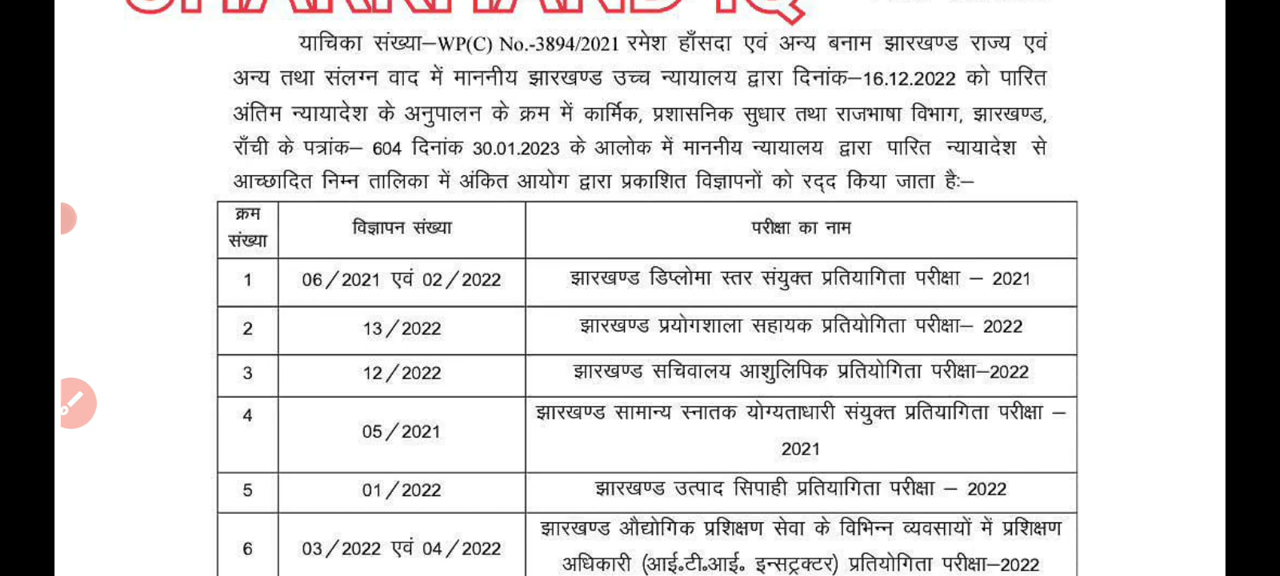 याचिका संख्या–WP(C) No.-3894/2021 रमेश हाँसदा एवं अन्य बनाम झारखण्ड राज्य एवं
अन्य तथा संलग्न वाद में माननीय झारखण्ड उच्च न्यायालय द्वारा दिनांक–16.12.2022 को पारित
अंतिम न्यायादेश के अनुपालन के क्रम में कार्मिक, प्रशासनिक सुधार तथा राजभाषा विभाग, झारखण्ड,
राँची के पत्रांक– 604 दिनांक 30.01.2023 के आलोक में माननीय न्यायालय द्वारा पारित न्यायादेश से
आच्छादित निम्न तालिका में अंकित आयोग द्वारा प्रकाशित विज्ञापनों को रद्द किया जाता हैः–
क्रम संख्या विज्ञापन संख्या परीक्षा का नाम
1 06/2021 एवं 02/2022 झारखण्ड डिप्लोमा स्तर संयुक्त प्रतियागिता परीक्षा – 2021
2 13/2022 झारखण्ड प्रयोगशाला सहायक प्रतियोगिता परीक्षा– 2022
3 12/2022 झारखण्ड सचिवालय आशुलिपिक प्रतियोगिता परीक्षा–2022
4 05/2021 झारखण्ड सामान्य स्नातक योग्यताधारी संयुक्त प्रतियागिता परीक्षा –
2021
5 01/2022 झारखण्ड उत्पाद सिपाही प्रतियागिता परीक्षा – 2022
6 03/2022 एवं 04/2022 झारखण्ड औद्योगिक प्रशिक्षण सेवा के विभिन्न व्यवसायों में प्रशिक्षण
अधिकारी (आई०टी०आई० इन्सट्रक्टर) प्रतियोगिता परीक्षा–2022